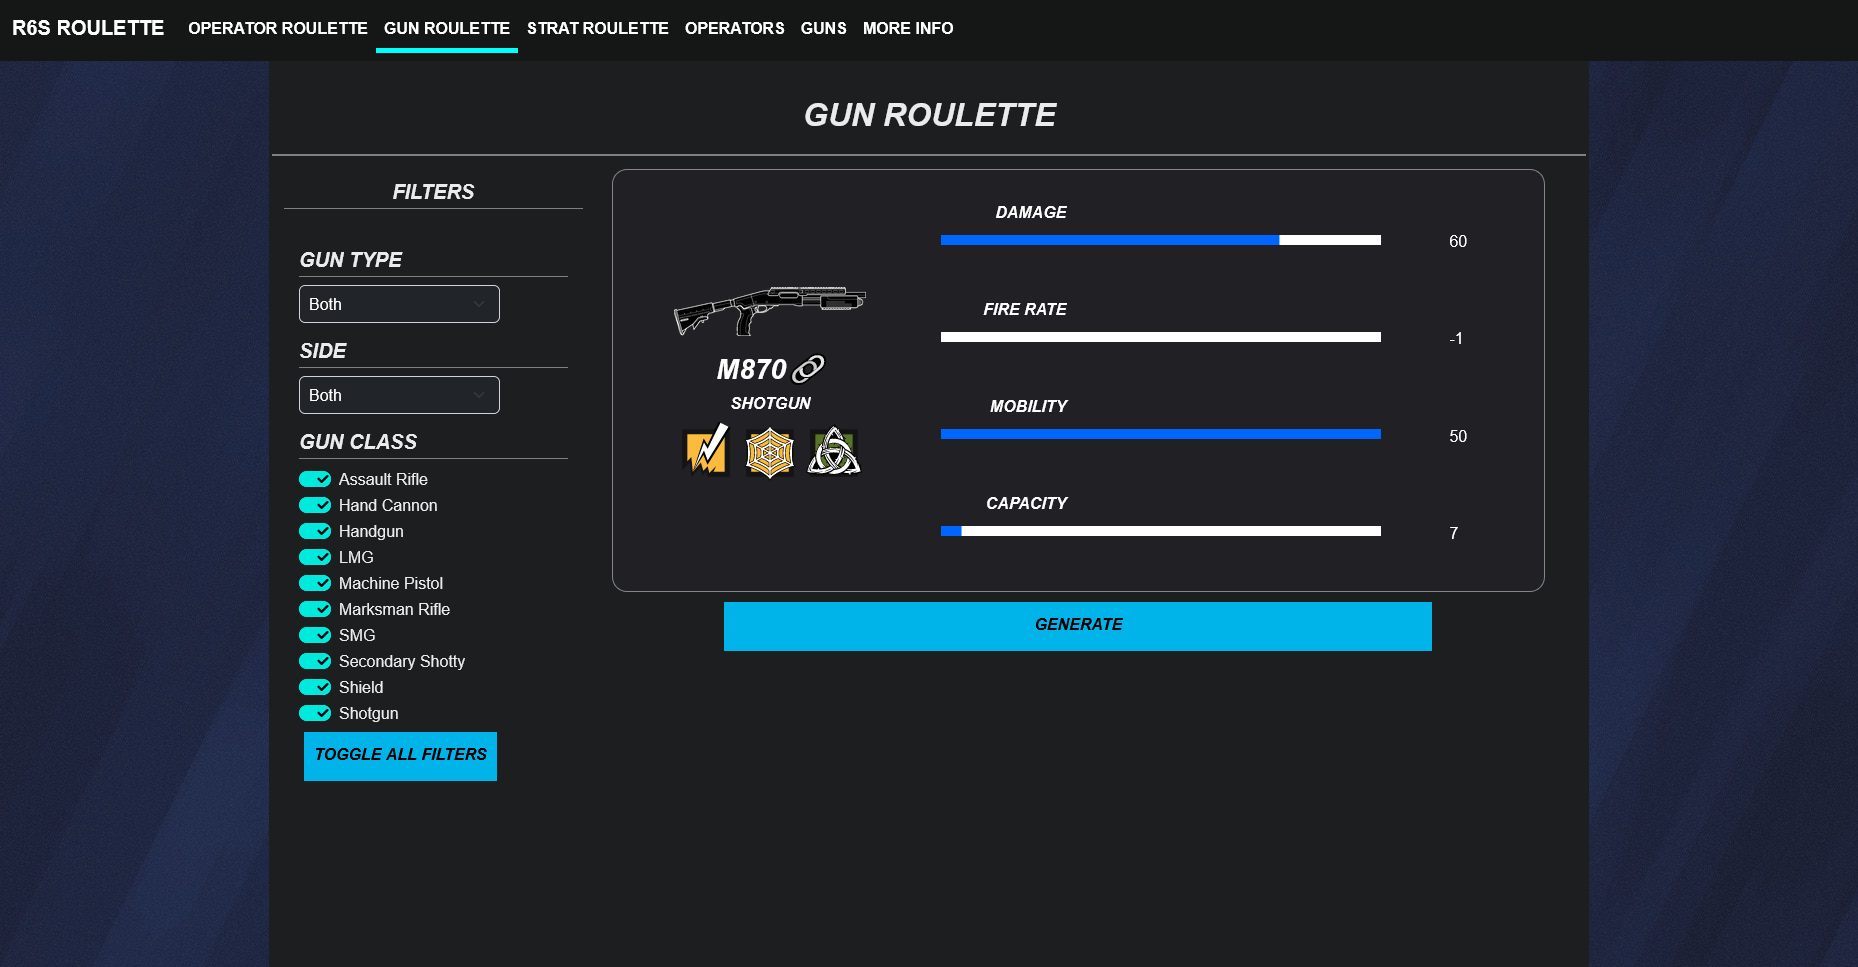 R6S ROULETTE OPERATOR ROULETTE GUN ROULETTE STRAT ROULETTE OPERATORS GUNS MORE INFO
GUN ROULETTE
FILTERS
GUN TYPE
Both
SIDE
Both
GUN CLASS
Assault Rifle
Hand Cannon
Handgun
LMG
Machine Pistol
Marksman Rifle
SMG
Secondary Shotty
Shield
Shotgun
TOGGLE ALL FILTERS
M870
SHOTGUN
DAMAGE
60
FIRE RATE
-1
MOBILITY
50
CAPACITY
7
GENERATE